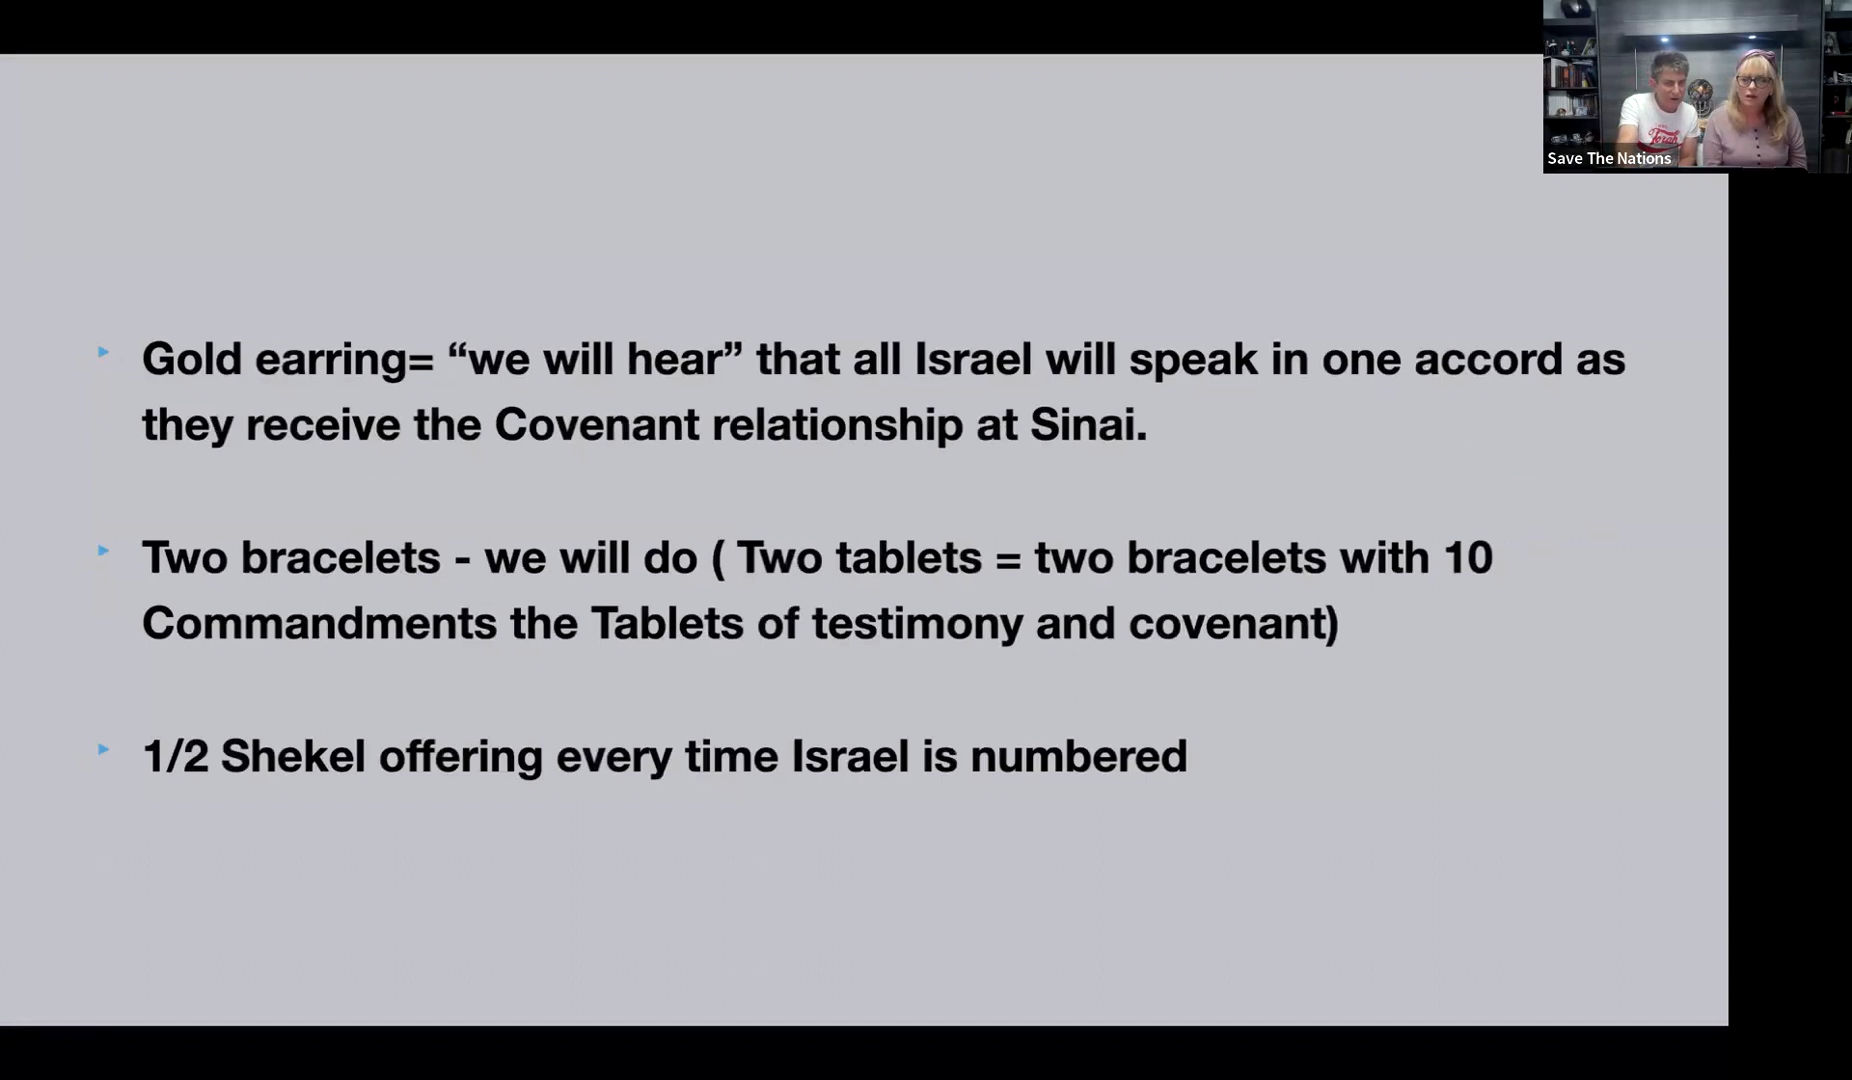 Save The Nations
Torah
Gold earring= “we will hear” that all Israel will speak in one accord as
they receive the Covenant relationship at Sinai.
Two bracelets - we will do ( Two tablets = two bracelets with 10
Commandments the Tablets of testimony and covenant)
1/2 Shekel offering every time Israel is numbered